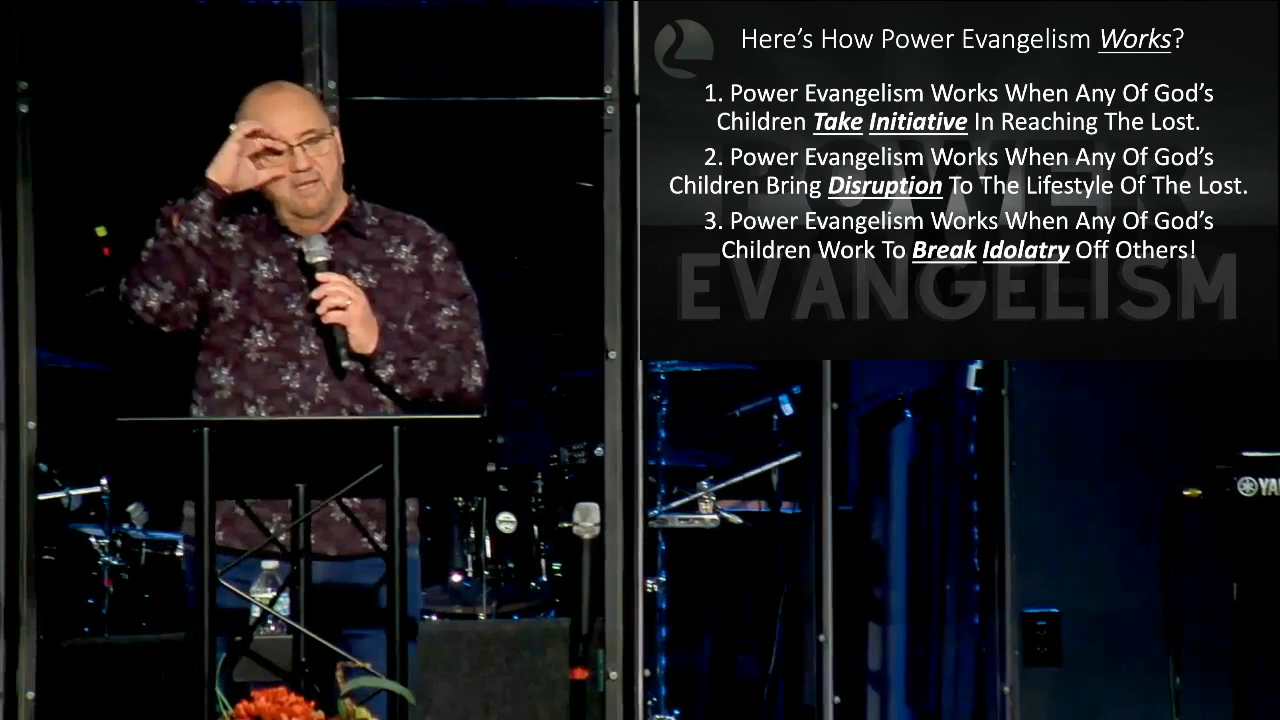 Here's How Power Evangelism Works?
1. Power Evangelism Works When Any Of God's
Children Take Initiative In Reaching The Lost.
2. Power Evangelism Works When Any Of God's
Children Bring Disruption To The Lifestyle Of The Lost.
3. Power Evangelism Works When Any Of God's
Children Work To Break Idolatry Off Others!
POWER
EVANGELISM
YA